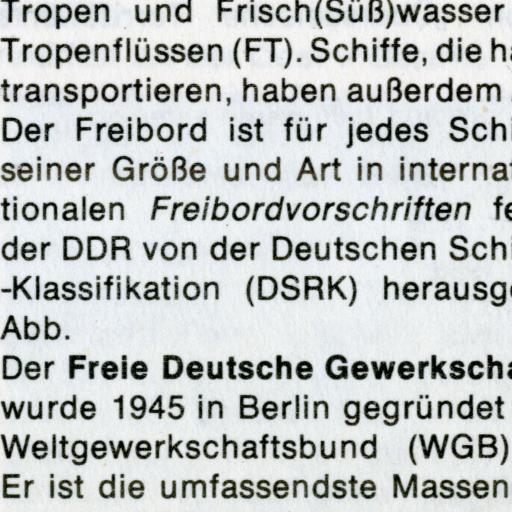 Tropen und Frisch(Süß)wasser
Tropenflüssen (FT). Schiffe, die
transportieren, haben außerdem
Der Freibord ist für jedes Schi
seiner Größe und Art in internat
tionalen Freibordvorschriften fe
der DDR von der Deutschen Schi
-Klassifikation (DSRK) herausge
Abb.
Der Freie Deutsche Gewerkscha
wurde 1945 in Berlin gegründet
Weltgewerkschaftsbund (WGB)
Er ist die umfassendste Massen